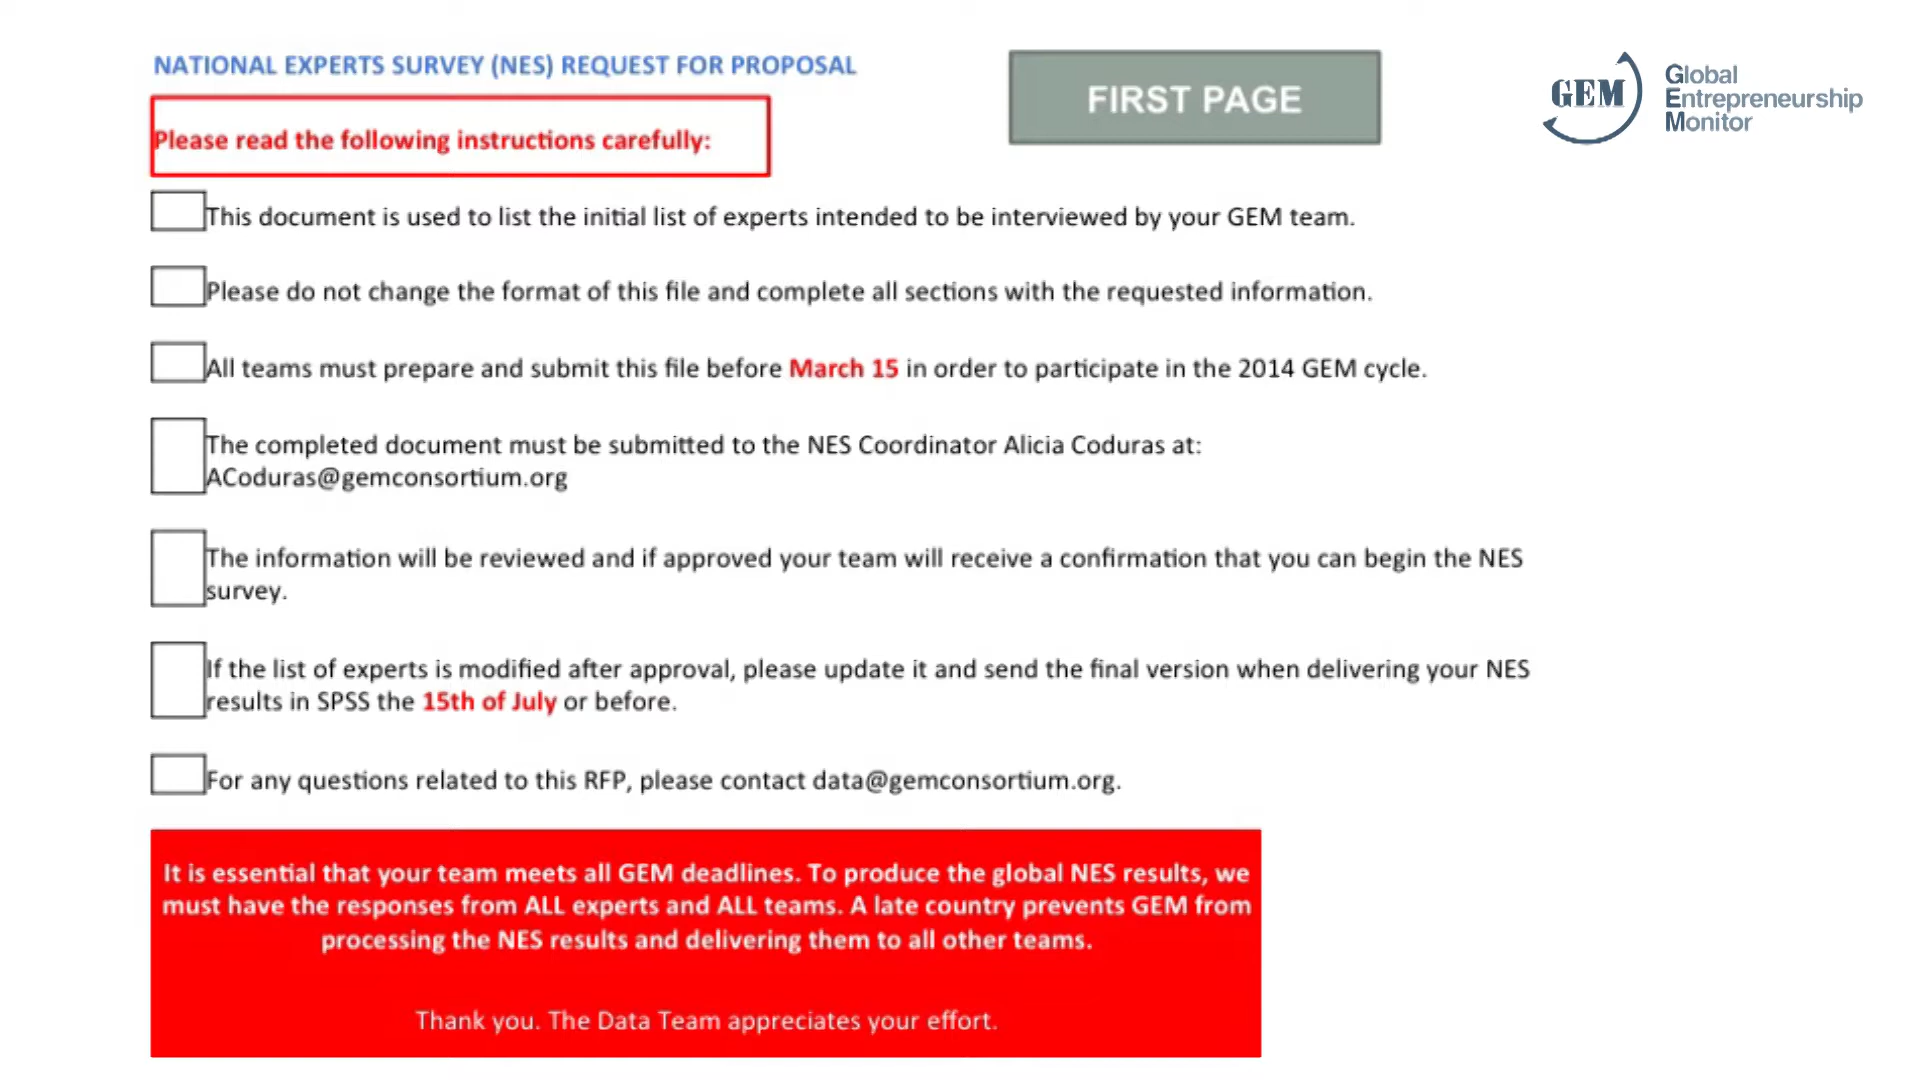 NATIONAL EXPERTS SURVEY (NES) REQUEST FOR PROPOSAL
FIRST PAGE
GEM
Global
Entrepreneurship
Monitor
Please read the following instructions carefully:
This document is used to list the initial list of experts intended to be interviewed by your GEM team.
Please do not change the format of this file and complete all sections with the requested information.
All teams must prepare and submit this file before March 15 in order to participate in the 2014 GEM cycle.
The completed document must be submitted to the NES Coordinator Alicia Coduras at:
ACoduras@gemconsortium.org
The information will be reviewed and if approved your team will receive a confirmation that you can begin the NES
survey.
If the list of experts is modified after approval, please update it and send the final version when delivering your NES
results in SPSS the 15th of July or before.
For any questions related to this RFP, please contact data@gemconsortium.org.
It is essential that your team meets all GEM deadlines. To produce the global NES results, we
must have the responses from ALL experts and ALL teams. A late country prevents GEM from
processing the NES results and delivering them to all other teams.
Thank you. The Data Team appreciates your effort.